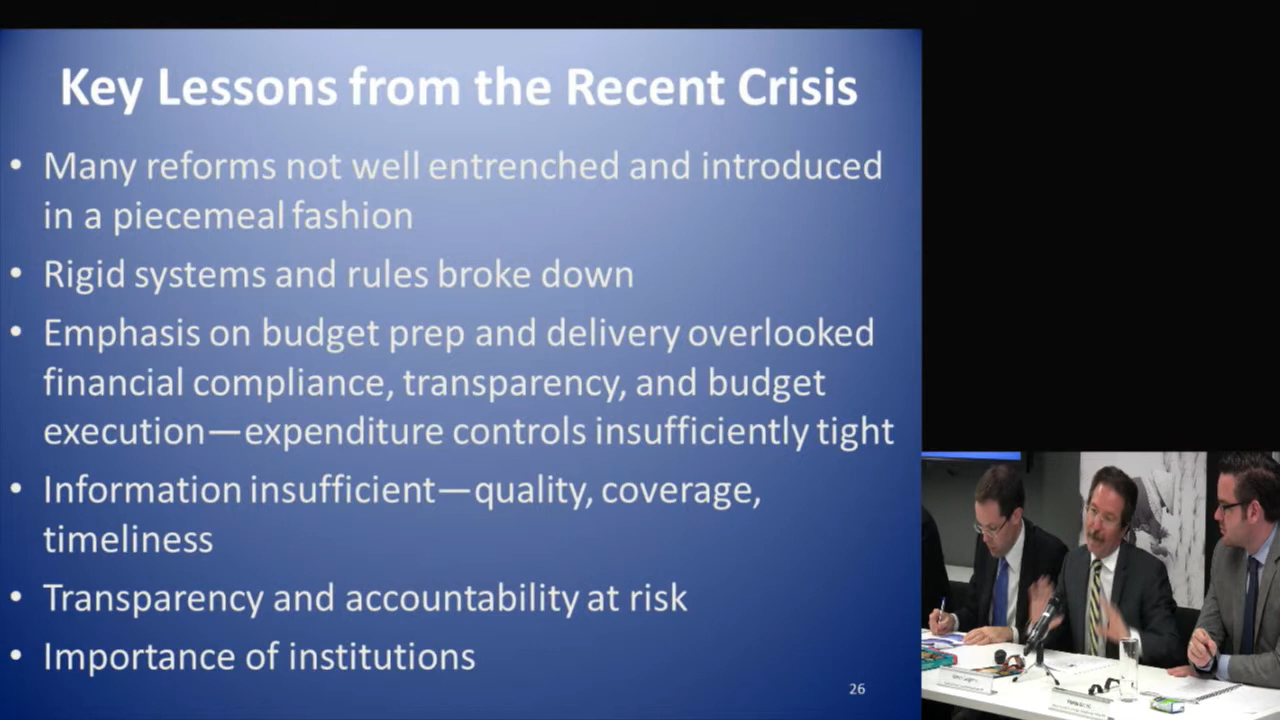 Key Lessons from the Recent Crisis
• Many reforms not well entrenched and introduced
in a piecemeal fashion
• Rigid systems and rules broke down
• Emphasis on budget prep and delivery overlooked
financial compliance, transparency, and budget
execution—expenditure controls insufficiently tight
• Information insufficient—quality, coverage,
timeliness
• Transparency and accountability at risk
• Importance of institutions
26